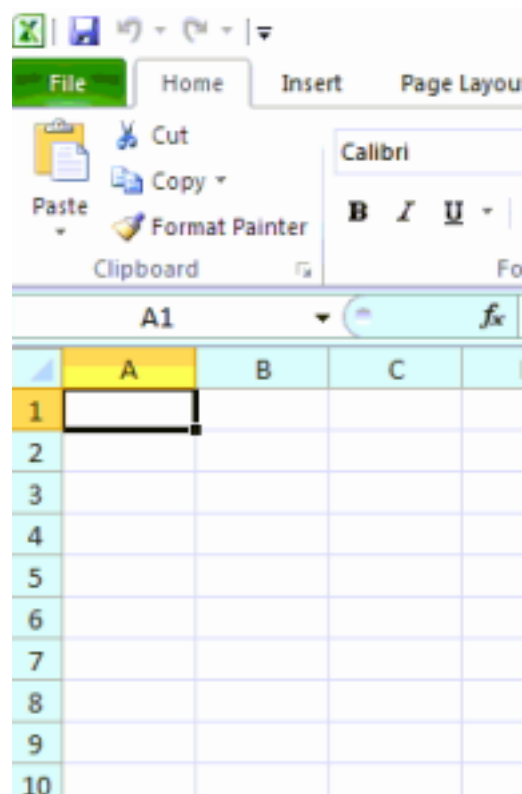 File Home Insert Page Layou
Cut
Calibri
Copy
Paste
B I U
Format Painter
Clipboard
Fo
A1 fx
A B C
1
2
3
4
5
6
7
8
9
10